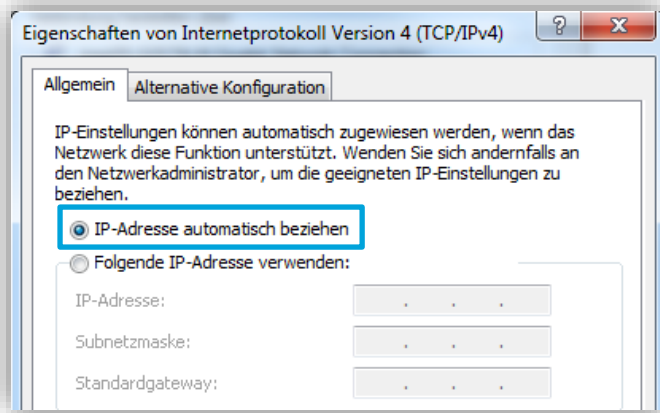 Eigenschaften von Internetprotokoll Version 4 (TCP/IPv4)
Allgemein
Alternative Konfiguration
IP-Einstellungen können automatisch zugewiesen werden, wenn das
Netzwerk diese Funktion unterstützt. Wenden Sie sich andernfalls an
den Netzwerkadministrator, um die geeigneten IP-Einstellungen zu
beziehen.
IP-Adresse automatisch beziehen
Folgende IP-Adresse verwenden:
IP-Adresse:
Subnetzmaske:
Standardgateway: